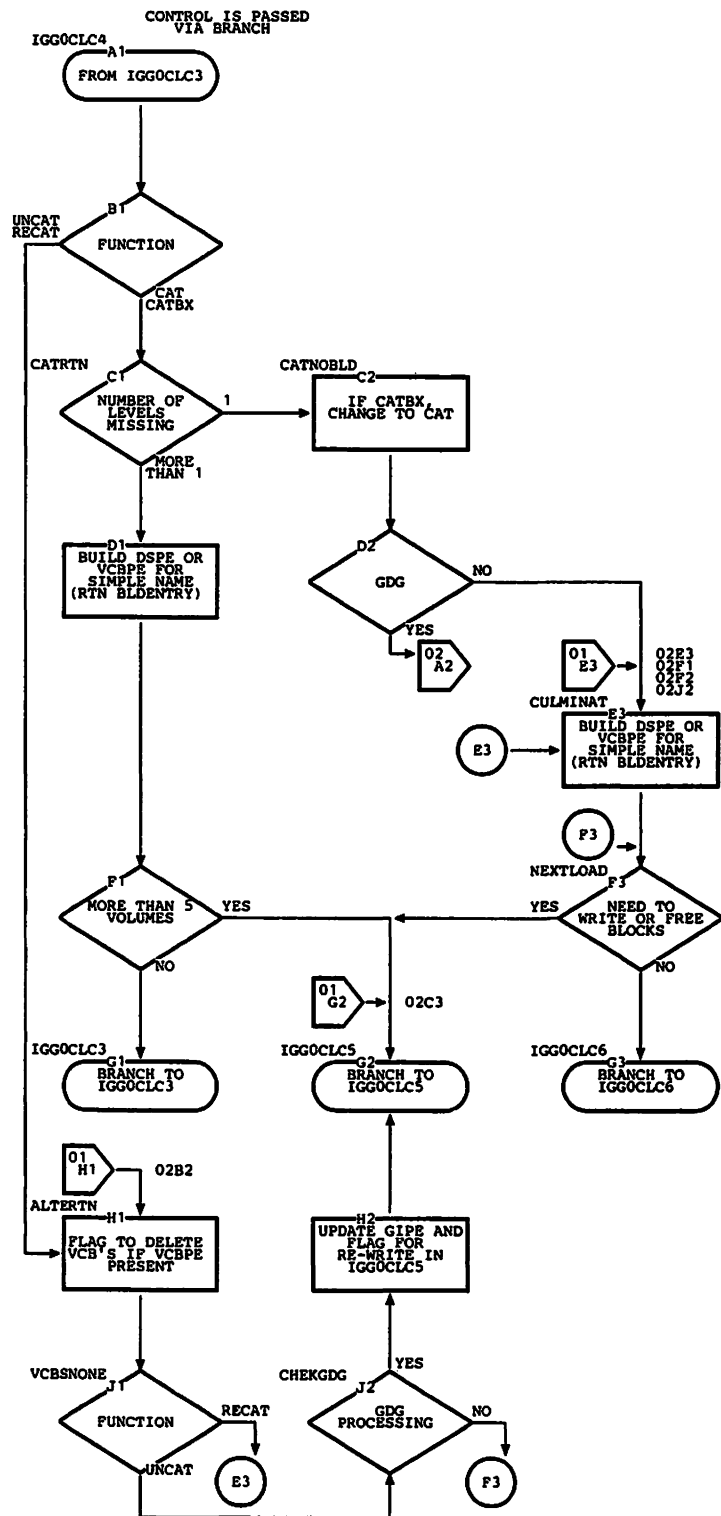 CONTROL IS PASSED
VIA BRANCH
IGG0CLC4
A1
FROM IGG0CLC3
B1
FUNCTION
UNCAT
RECAT
CAT
CATBX
CATRTN
C1
NUMBER OF
LEVELS
MISSING
1
MORE
THAN 1
CATNOBLD
C2
IF CATBX,
CHANGE TO CAT
D1
BUILD DSPE OR
VCBPE FOR
SIMPLE NAME
(RTN BLDENTRY)
D2
GDG
NO
YES
02
A2
01
E3
02E3
02F1
02F2
02J2
CULMINAT
E3
BUILD DSPE OR
VCBPE FOR
SIMPLE NAME
(RTN BLDENTRY)
E3
F3
NEXTLOAD
F1
MORE THAN 5
VOLUMES
YES
NO
F3
NEED TO
WRITE OR FREE
BLOCKS
YES
NO
01
G2
02C3
IGG0CLC3
G1
BRANCH TO
IGG0CLC3
IGG0CLC5
G2
BRANCH TO
IGG0CLC5
IGG0CLC6
G3
BRANCH TO
IGG0CLC6
01
H1
02B2
ALTERTN
H1
FLAG TO DELETE
VCB'S IF VCBPE
PRESENT
H2
UPDATE GIPE AND
FLAG FOR
RE-WRITE IN
IGG0CLC5
VCBSNONE
J1
FUNCTION
RECAT
UNCAT
E3
CHEKGDG
J2
GDG
PROCESSING
YES
NO
F3